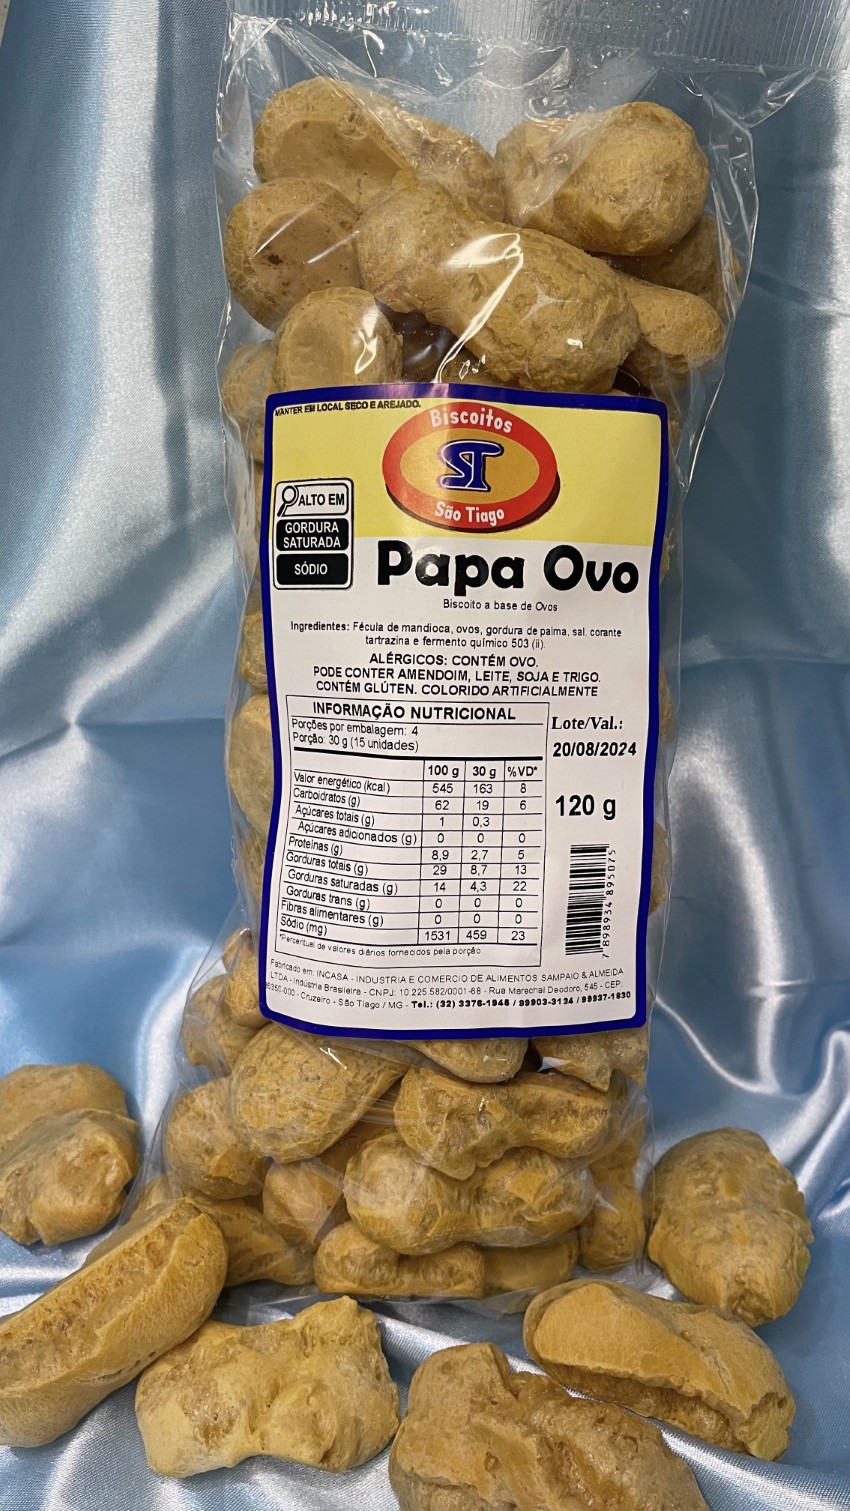 MANTER EM LOCAL SECO E AREJADO.
Biscoitos
ST
São Tiago
ALTO EM
GORDURA
SATURADA
SÓDIO
Papa Ovo
Biscoito a base de Ovos
Ingredientes: Fécula de mandioca, ovos, gordura de palma, sal, corante
tartrazina e fermento químico 503 (ii).
ALÉRGICOS: CONTÉM OVO.
PODE CONTER AMENDOIM, LEITE, SOJA E TRIGO.
CONTÉM GLÚTEN. COLORIDO ARTIFICIALMENTE
INFORMAÇÃO NUTRICIONAL
Porções por embalagem: 4
Porção: 30 g (15 unidades)
100 g 30 g %VD*
Valor energético (kcal) 545 163 8
Carboidratos (g) 62 19 6
Açúcares totais (g) 1 0,3
Açúcares adicionados (g) 0 0 0
Proteínas (g) 8,9 2,7 5
Gorduras totais (g) 29 8,7 13
Gorduras saturadas (g) 14 4,3 22
Gorduras trans (g) 0 0 0
Fibras alimentares (g) 0 0 0
Sódio (mg) 1531 459 23
*Percentual de valores diários fornecidos pela porção
Lote/Val.:
20/08/2024
120 g
7 898934 895075
Fabricado em: INCASA - INDUSTRIA E COMERCIO DE ALIMENTOS SAMPAIO & ALMEIDA
LTDA - Indústria Brasileira - CNPJ: 10.225.582/0001-68 - Rua Marechal Deodoro, 545 - CEP:
36350-000 - Cruzeiro - São Tiago / MG - Tel.: (32) 3376-1946 / 99903-3134 / 99937-1830